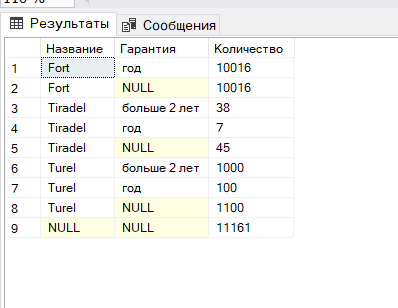 110 %
Результаты Сообщения
Название Гарантия Количество
1 Fort год 10016
2 Fort NULL 10016
3 Tiradel больше 2 лет 38
4 Tiradel год 7
5 Tiradel NULL 45
6 Turel больше 2 лет 1000
7 Turel год 100
8 Turel NULL 1100
9 NULL NULL 11161